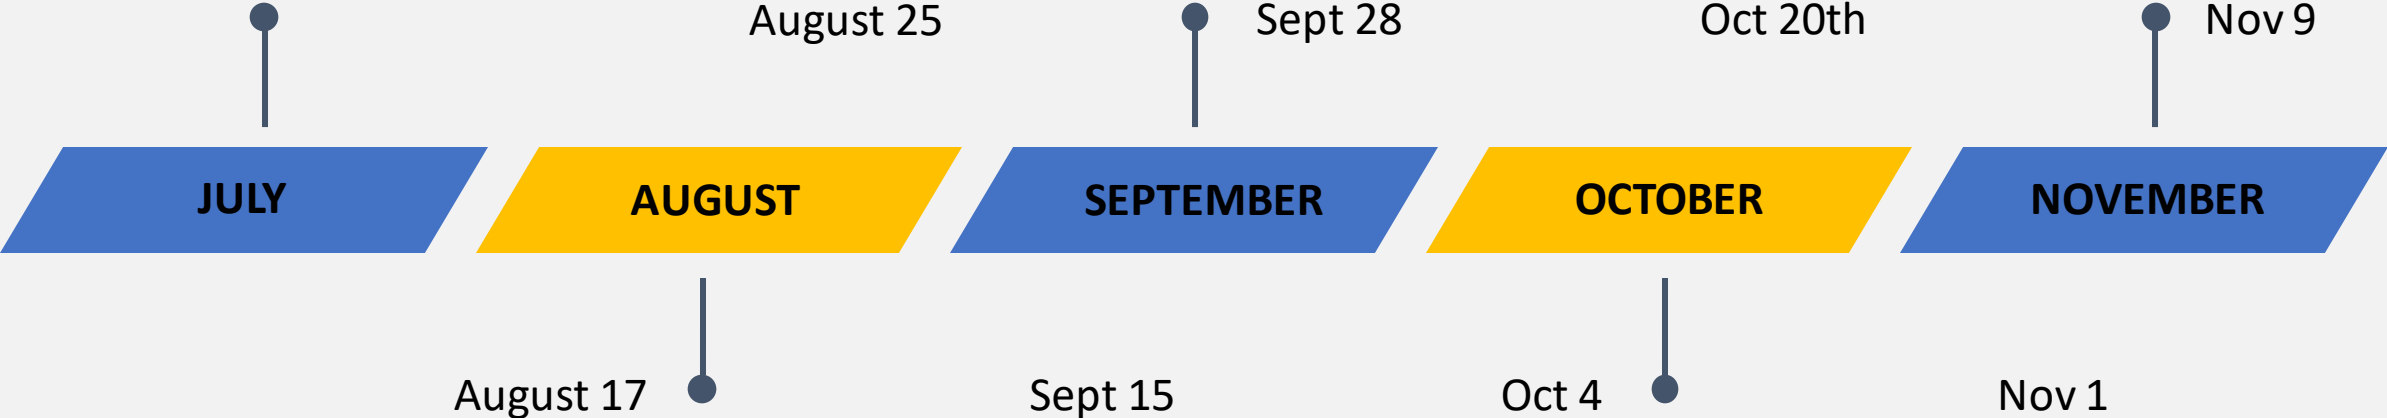 August 25 Sept 28 Oct 20th Nov 9
JULY AUGUST SEPTEMBER OCTOBER NOVEMBER
August 17 Sept 15 Oct 4 Nov 1